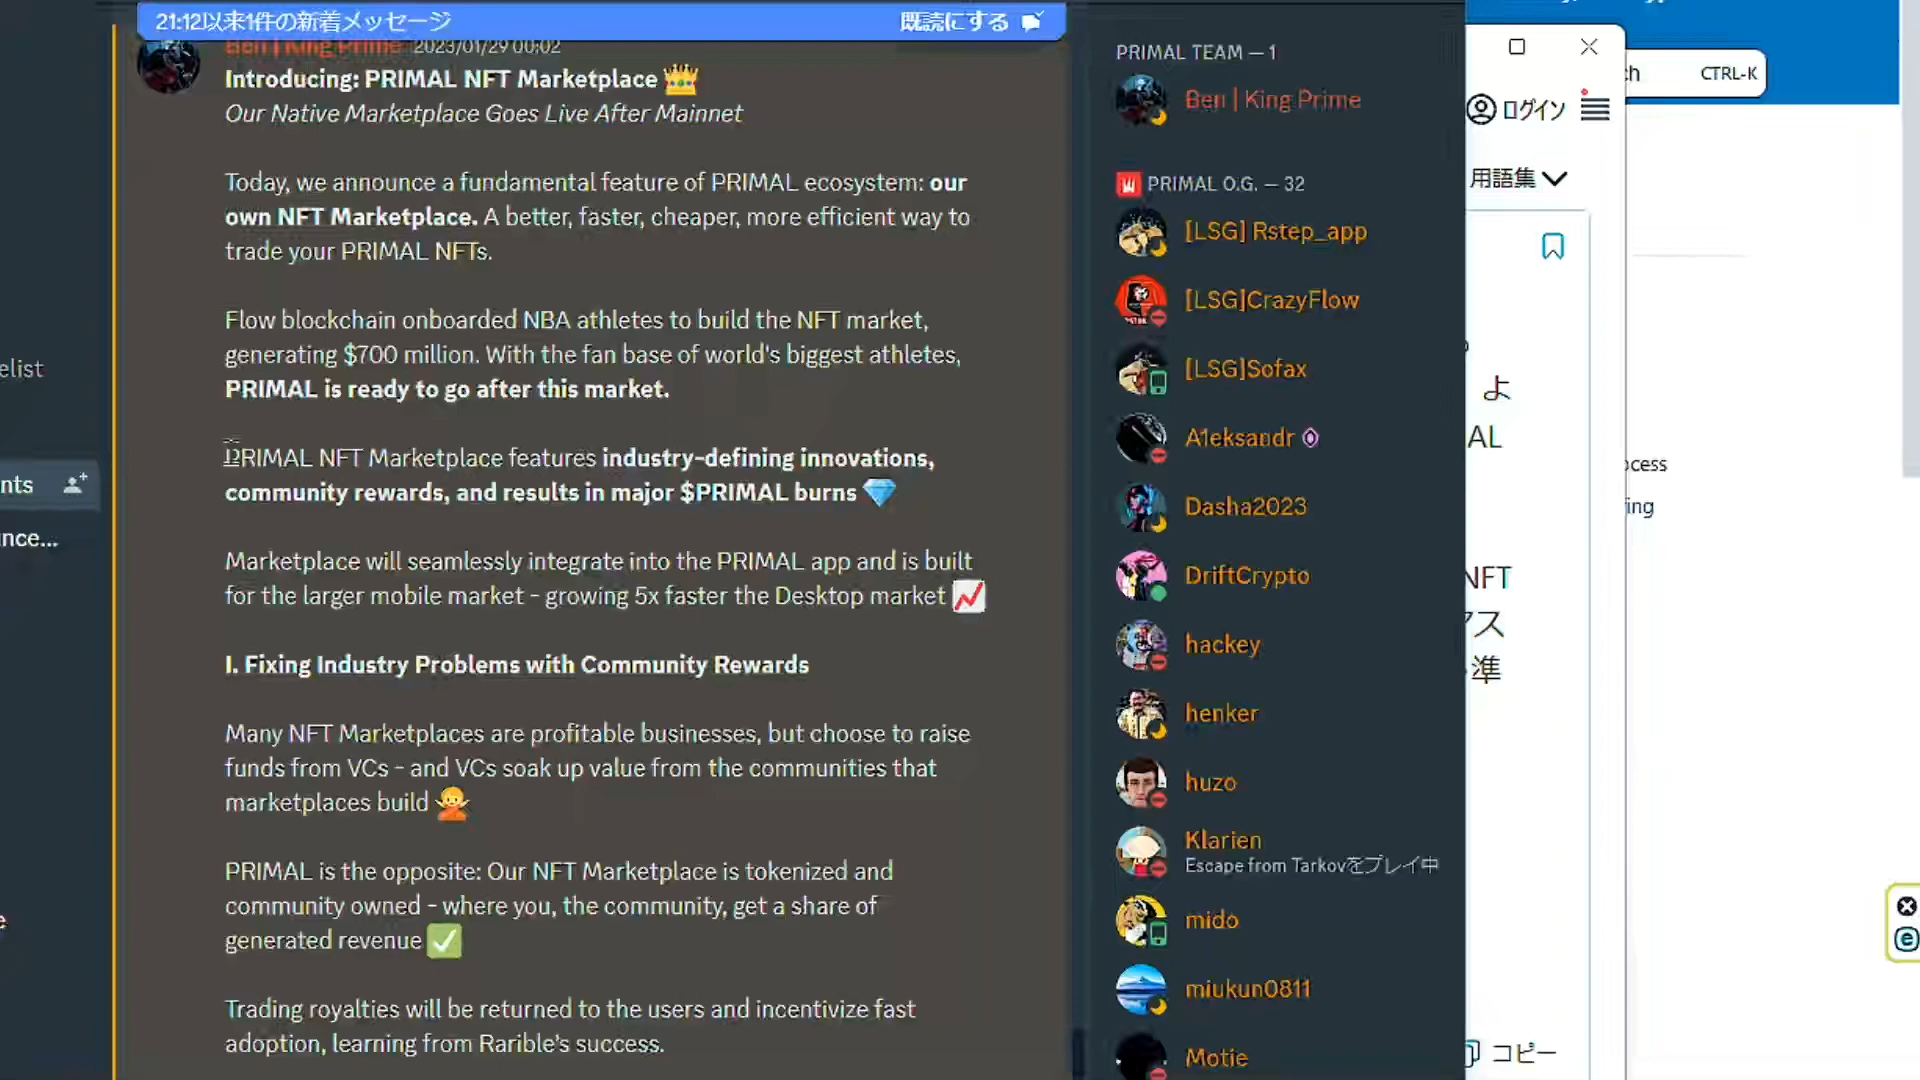 21:12以来1件の新着メッセージ
既読にする
Ben | King Prime 2023/01/29 00:02
Introducing: PRIMAL NFT Marketplace
Our Native Marketplace Goes Live After Mainnet
Today, we announce a fundamental feature of PRIMAL ecosystem: our
own NFT Marketplace. A better, faster, cheaper, more efficient way to
trade your PRIMAL NFTs.
Flow blockchain onboarded NBA athletes to build the NFT market,
generating $700 million. With the fan base of world's biggest athletes,
PRIMAL is ready to go after this market.
PRIMAL NFT Marketplace features industry-defining innovations,
community rewards, and results in major $PRIMAL burns
Marketplace will seamlessly integrate into the PRIMAL app and is built
for the larger mobile market - growing 5x faster the Desktop market
I. Fixing Industry Problems with Community Rewards
Many NFT Marketplaces are profitable businesses, but choose to raise
funds from VCs - and VCs soak up value from the communities that
marketplaces build
PRIMAL is the opposite: Our NFT Marketplace is tokenized and
community owned - where you, the community, get a share of
generated revenue
Trading royalties will be returned to the users and incentivize fast
adoption, learning from Rarible's success.
elist
nts
nce...
PRIMAL TEAM — 1
Ben | King Prime
PRIMAL O.G. — 32
[LSG] Rstep_app
[LSG]CrazyFlow
[LSG]Sofax
A1eksandr
Dasha2023
DriftCrypto
hackey
henker
huzo
Klarien
Escape from Tarkovをプレイ中
mido
miukun0811
Motie
ログイン
用語集
よ
AL
NFT
ス
準
コピー
ch
CTRL-K
ocess
ing